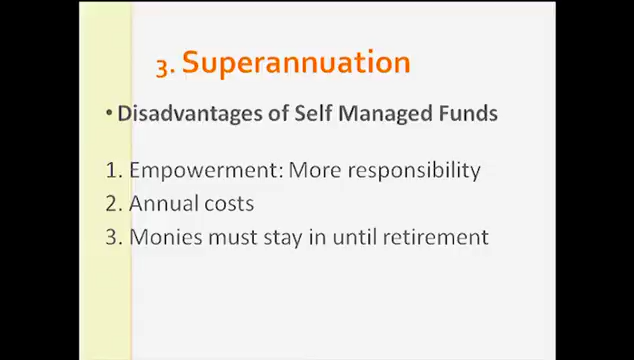 3. Superannuation
• Disadvantages of Self Managed Funds
1. Empowerment: More responsibility
2. Annual costs
3. Monies must stay in until retirement